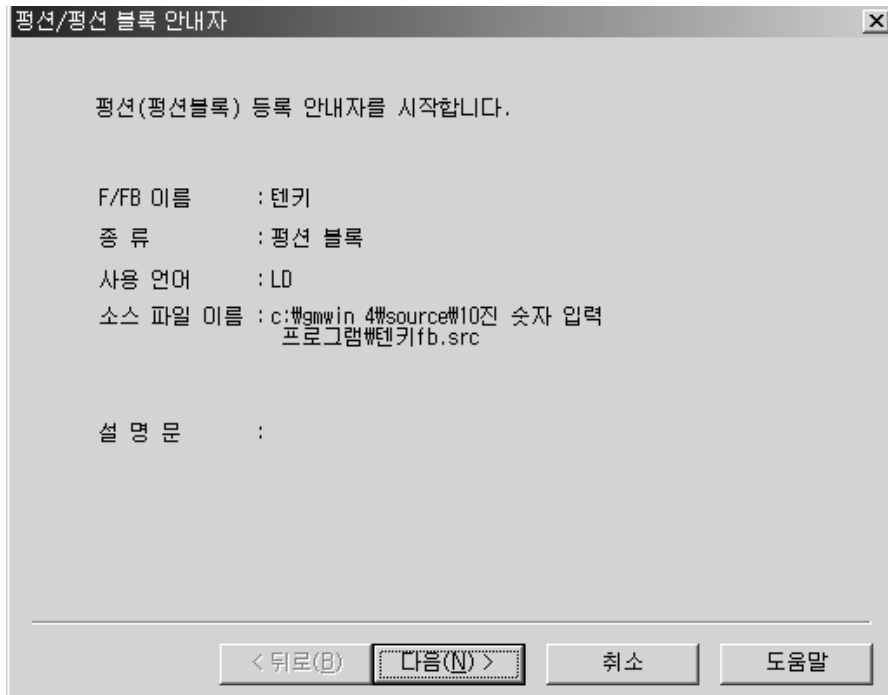 펑션/펑션 블록 안내자
펑션(펑션블록) 등록 안내자를 시작합니다.
F/FB 이름 : 텐키
종 류 : 펑션 블록
사용 언어 : LD
소스 파일 이름 : c:₩gmwin 4₩source₩10진 숫자 입력
프로그램₩텐키fb.src
설 명 문 :
< 뒤로(B)
다음(N) >
취소
도움말